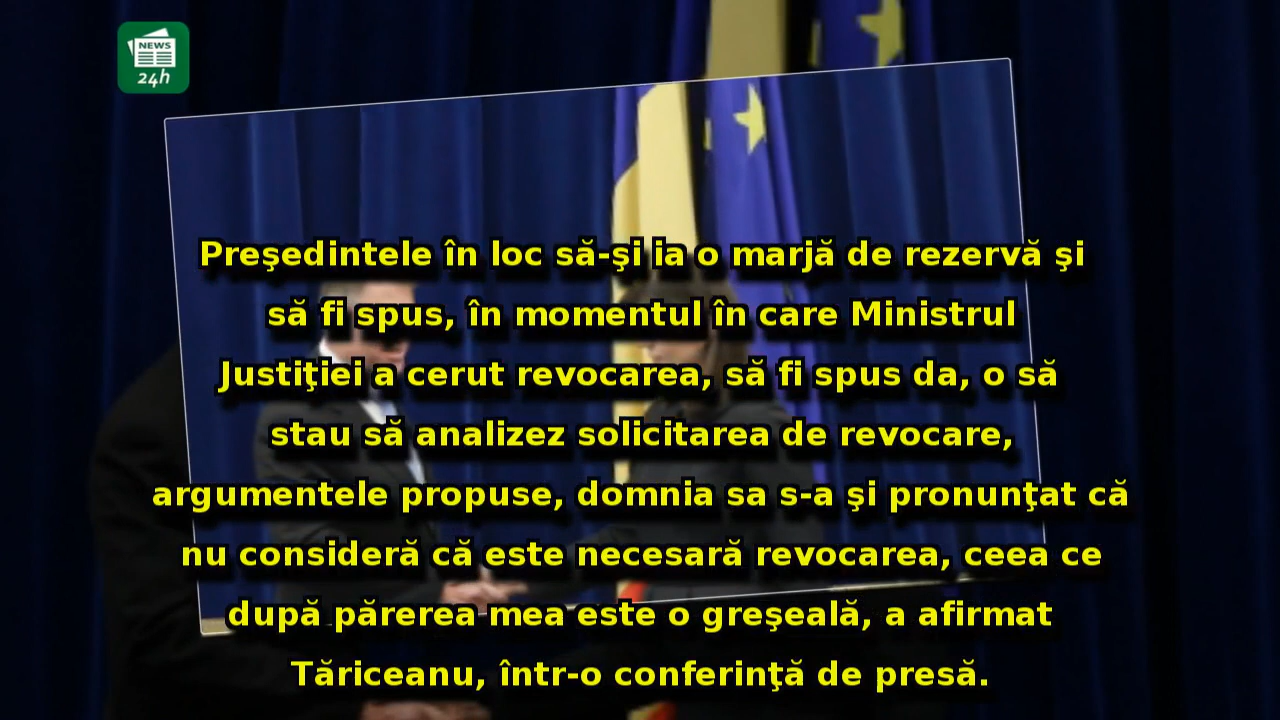 NEWS
24h
Preşedintele în loc să-şi ia o marjă de rezervă şi
să fi spus, în momentul în care Ministrul
Justiţiei a cerut revocarea, să fi spus da, o să
stau să analizez solicitarea de revocare,
argumentele propuse, domnia sa s-a şi pronunţat că
nu consideră că este necesară revocarea, ceea ce
după părerea mea este o greşeală, a afirmat
Tăriceanu, într-o conferinţă de presă.